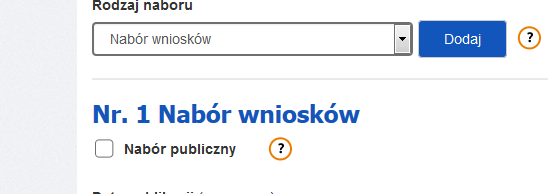 Rodzaj naboru
Nabór wniosków Dodaj ?
Nr. 1 Nabór wniosków
Nabór publiczny ?